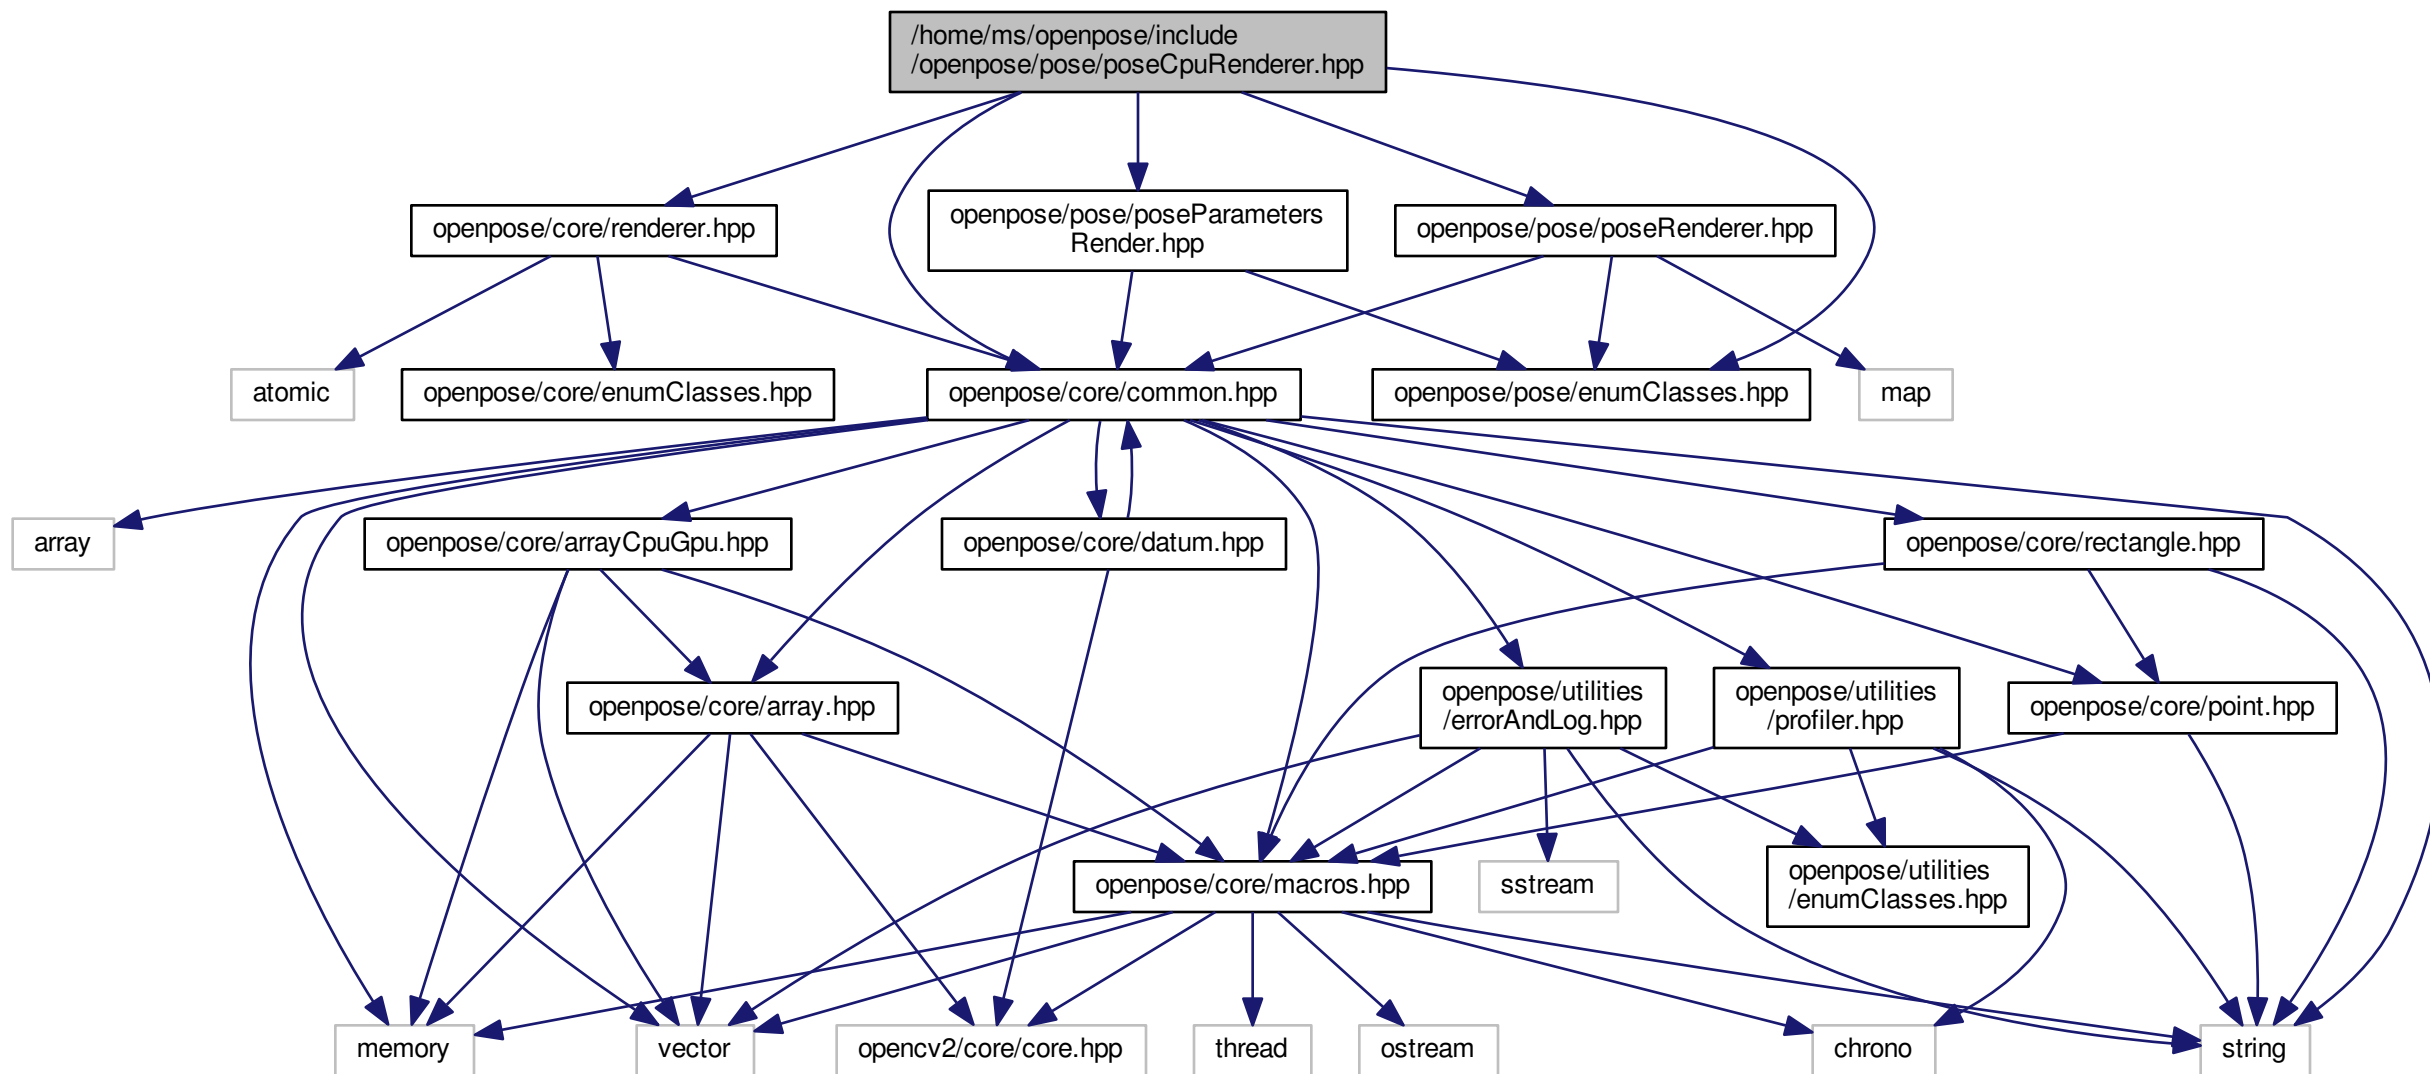 /home/ms/openpose/include
/openpose/pose/poseCpuRenderer.hpp
openpose/core/renderer.hpp
openpose/pose/poseParameters
Render.hpp
openpose/pose/poseRenderer.hpp
atomic
openpose/core/enumClasses.hpp
openpose/core/common.hpp
openpose/pose/enumClasses.hpp
map
array
openpose/core/arrayCpuGpu.hpp
openpose/core/datum.hpp
openpose/core/rectangle.hpp
openpose/core/array.hpp
openpose/utilities
/errorAndLog.hpp
openpose/utilities
/profiler.hpp
openpose/core/point.hpp
openpose/core/macros.hpp
sstream
openpose/utilities
/enumClasses.hpp
memory
vector
opencv2/core/core.hpp
thread
ostream
chrono
string